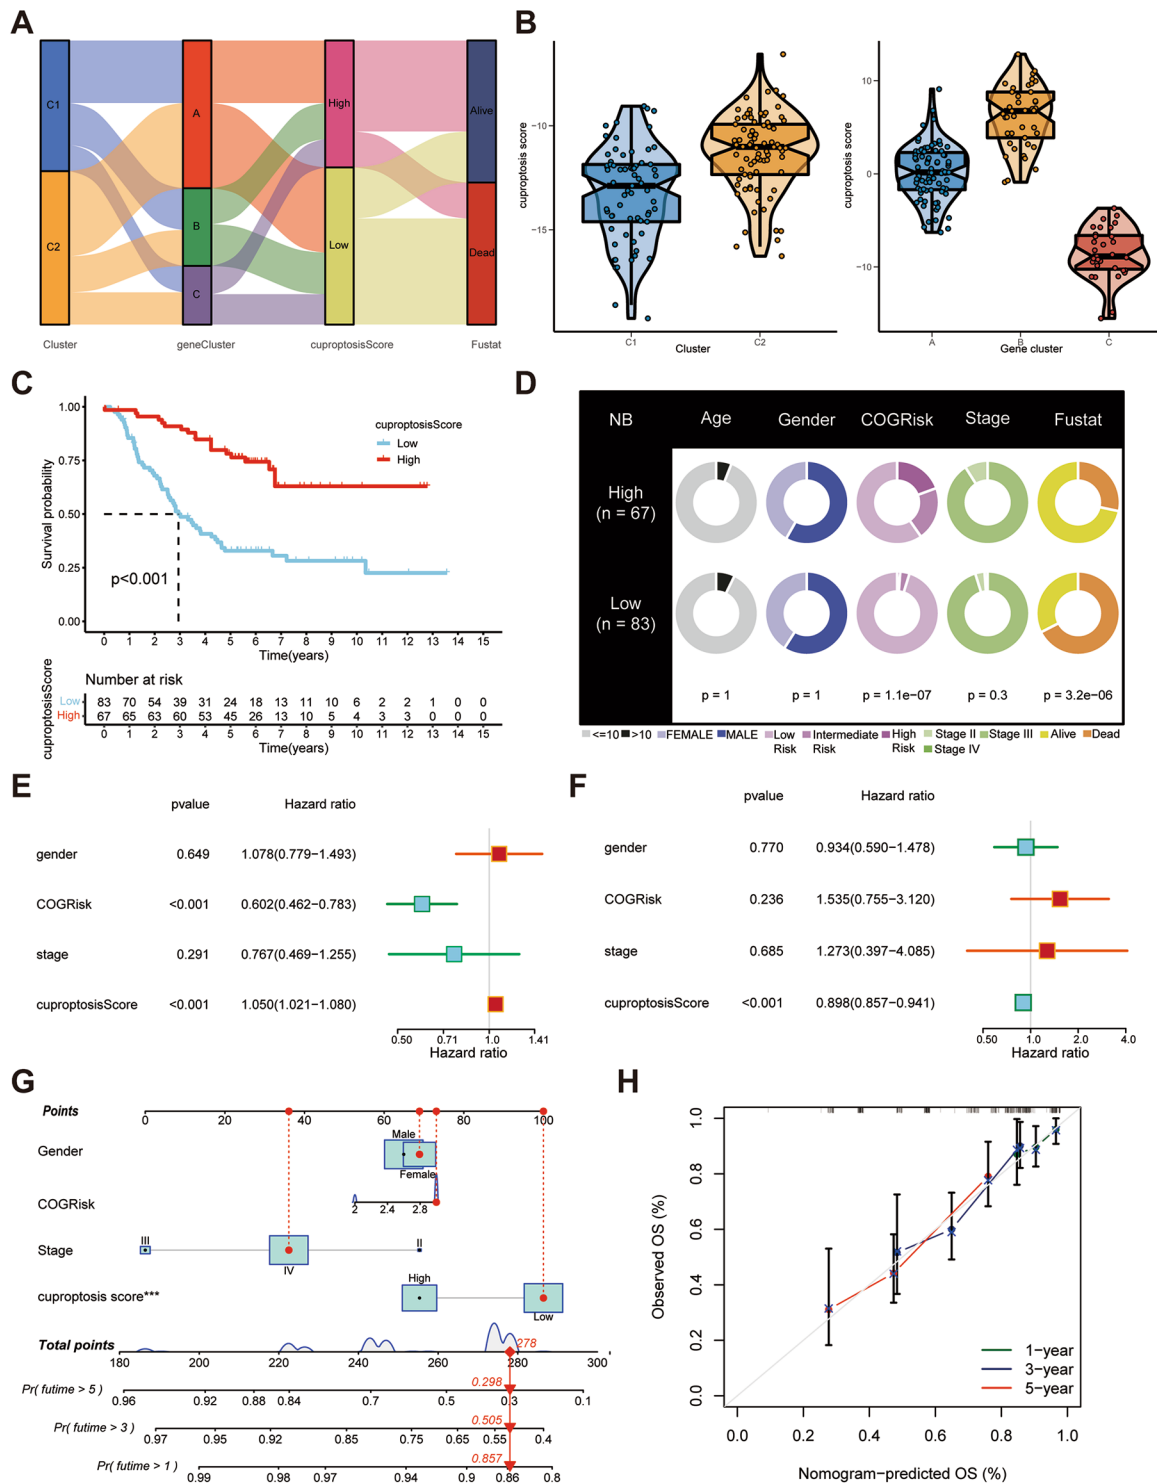 A
C1
C2
A
B
C
High
Low
Alive
Dead
Cluster
geneCluster
cuproptosisScore
Fustat
B
cuproptosis score
−10
−15
C1
C2
Cluster
cuproptosis score
10
0
−10
A
B
C
Gene cluster
C
Survival probability
1.00
0.75
0.50
0.25
0.00
cuproptosisScore
Low
High
p<0.001
0 1 2 3 4 5 6 7 8 9 10 11 12 13 14 15
Time(years)
cuproptosisScore
Number at risk
Low 83 70 54 39 31 24 18 13 11 10 6 2 2 1 0 0
High 67 65 63 60 53 45 26 13 10 5 4 3 3 0 0 0
0 1 2 3 4 5 6 7 8 9 10 11 12 13 14 15
Time(years)
D
NB Age Gender COGRisk Stage Fustat
High
(n = 67)
Low
(n = 83)
p = 1 p = 1 p = 1.1e−07 p = 0.3 p = 3.2e−06
<=10 >10 FEMALE MALE Low Risk Intermediate Risk High Risk Stage II Stage III Stage IV Alive Dead
E
pvalue Hazard ratio
gender 0.649 1.078(0.779−1.493)
COGRisk <0.001 0.602(0.462−0.783)
stage 0.291 0.767(0.469−1.255)
cuproptosisScore <0.001 1.050(1.021−1.080)
0.50 0.71 1.0 1.41
Hazard ratio
F
pvalue Hazard ratio
gender 0.770 0.934(0.590−1.478)
COGRisk 0.236 1.535(0.755−3.120)
stage 0.685 1.273(0.397−4.085)
cuproptosisScore <0.001 0.898(0.857−0.941)
0.50 1.0 2.0 4.0
Hazard ratio
G
Points
0 20 40 60 80 100
Gender
Male
Female
COGRisk
2 2.4 2.8
Stage
III
IV
II
cuproptosis score***
High
Low
Total points
278
180 200 220 240 260 280 300
0.298
Pr( futime > 5 )
0.96 0.92 0.88 0.84 0.7 0.5 0.3 0.1
0.505
Pr( futime > 3 )
0.97 0.95 0.92 0.85 0.75 0.65 0.55 0.4
0.857
Pr( futime > 1 )
0.99 0.98 0.97 0.94 0.9 0.86 0.8
H
Observed OS (%)
1.0
0.8
0.6
0.4
0.2
0.0
1−year
3−year
5−year
0.0 0.2 0.4 0.6 0.8 1.0
Nomogram−predicted OS (%)